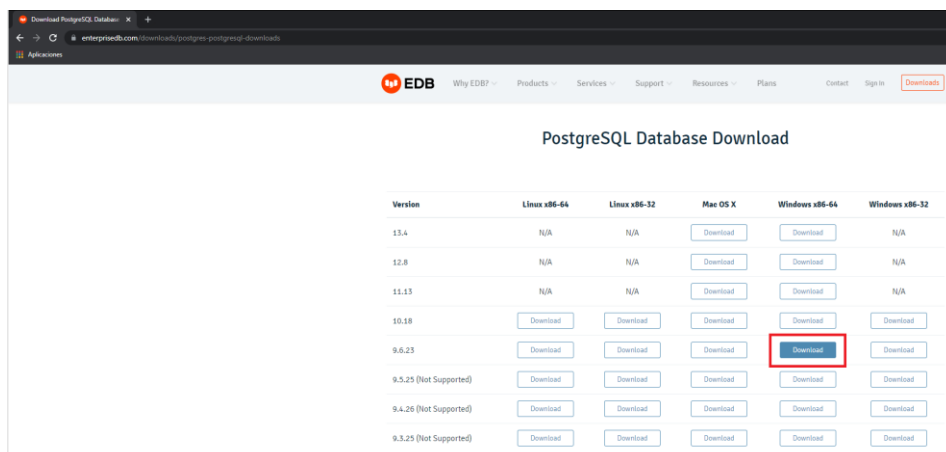 Download PostgreSQL Databas
enterprisedb.com/downloads/postgres-postgresql-downloads
Aplicaciones
EDB Why EDB? Products Services Support Resources Plans Contact Sign In Downloads
PostgreSQL Database Download
Version Linux x86-64 Linux x86-32 Mac OS X Windows x86-64 Windows x86-32
13.4 N/A N/A Download Download N/A
12.8 N/A N/A Download Download N/A
11.13 N/A N/A Download Download N/A
10.18 Download Download Download Download Download
9.6.23 Download Download Download Download Download
9.5.25 (Not Supported) Download Download Download Download Download
9.4.26 (Not Supported) Download Download Download Download Download
9.3.25 (Not Supported) Download Download Download Download Download